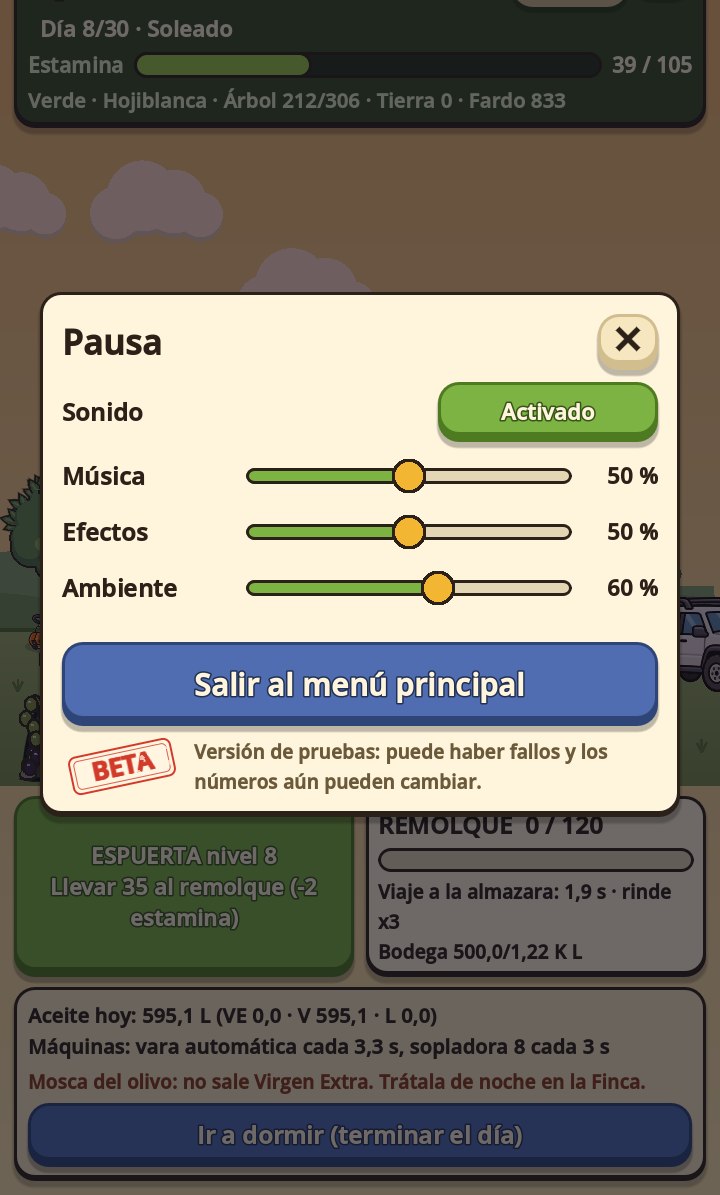 Día 8/30 · Soleado
Estamina 39 / 105
Verde · Hojiblanca · Árbol 212/306 · Tierra 0 · Fardo 833
Pausa
Sonido Activado
Música 50 %
Efectos 50 %
Ambiente 60 %
Salir al menú principal
BETA
Versión de pruebas: puede haber fallos y los
números aún pueden cambiar.
ESPUERTA nivel 8
Llevar 35 al remolque (-2
estamina)
REMOLQUE 0 / 120
Viaje a la almazara: 1,9 s · rinde
x3
Bodega 500,0/1,22 K L
Aceite hoy: 595,1 L (VE 0,0 · V 595,1 · L 0,0)
Máquinas: vara automática cada 3,3 s, sopladora 8 cada 3 s
Mosca del olivo: no sale Virgen Extra. Trátala de noche en la Finca.
Ir a dormir (terminar el día)